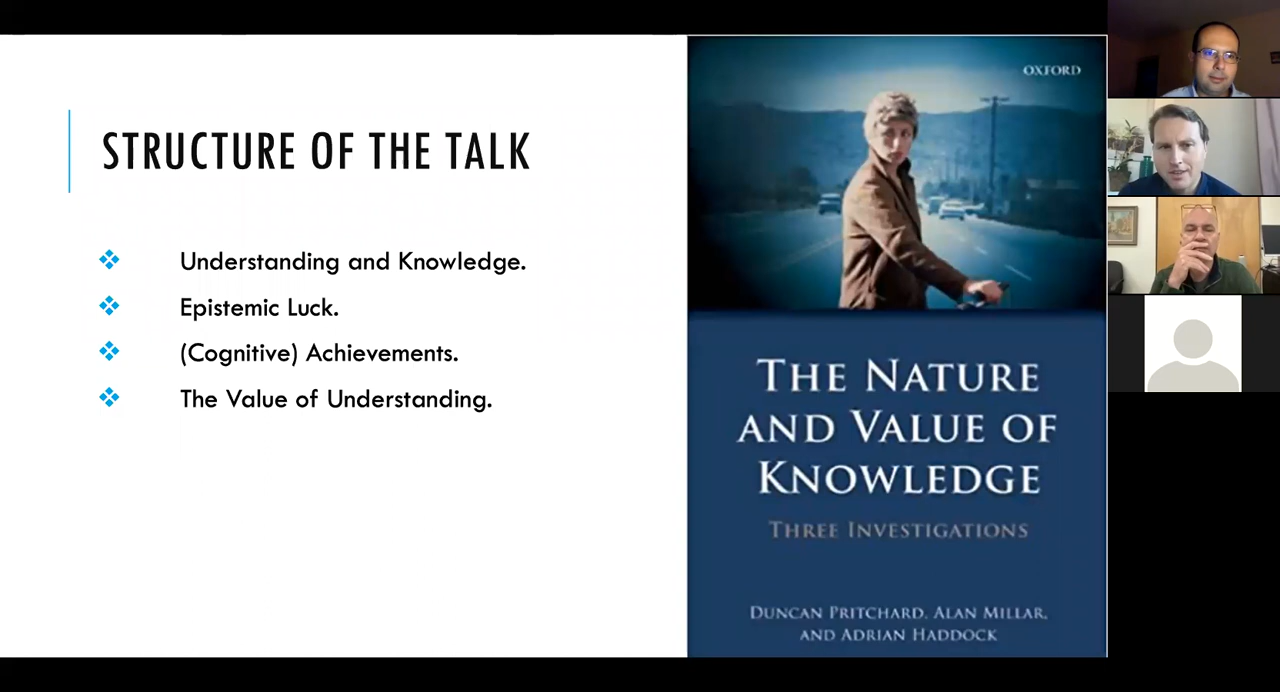 STRUCTURE OF THE TALK
Understanding and Knowledge.
Epistemic Luck.
(Cognitive) Achievements.
The Value of Understanding.
OXFORD
THE NATURE
AND VALUE OF
KNOWLEDGE
THREE INVESTIGATIONS
DUNCAN PRITCHARD, ALAN MILLAR,
AND ADRIAN HADDOCK